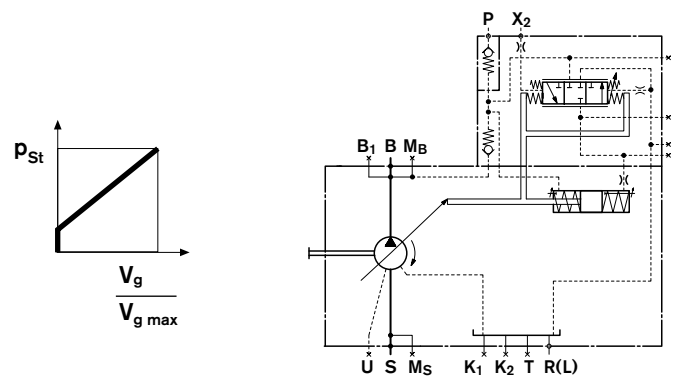 P X2
B1 B MB
pSt
Vg
Vg max
U S MS K1 K2 T R(L)